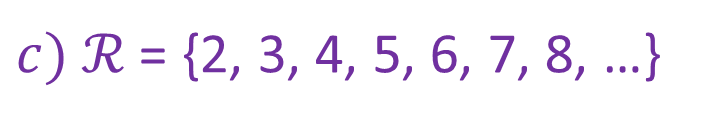 c) ℛ = {2, 3, 4, 5, 6, 7, 8, ...}